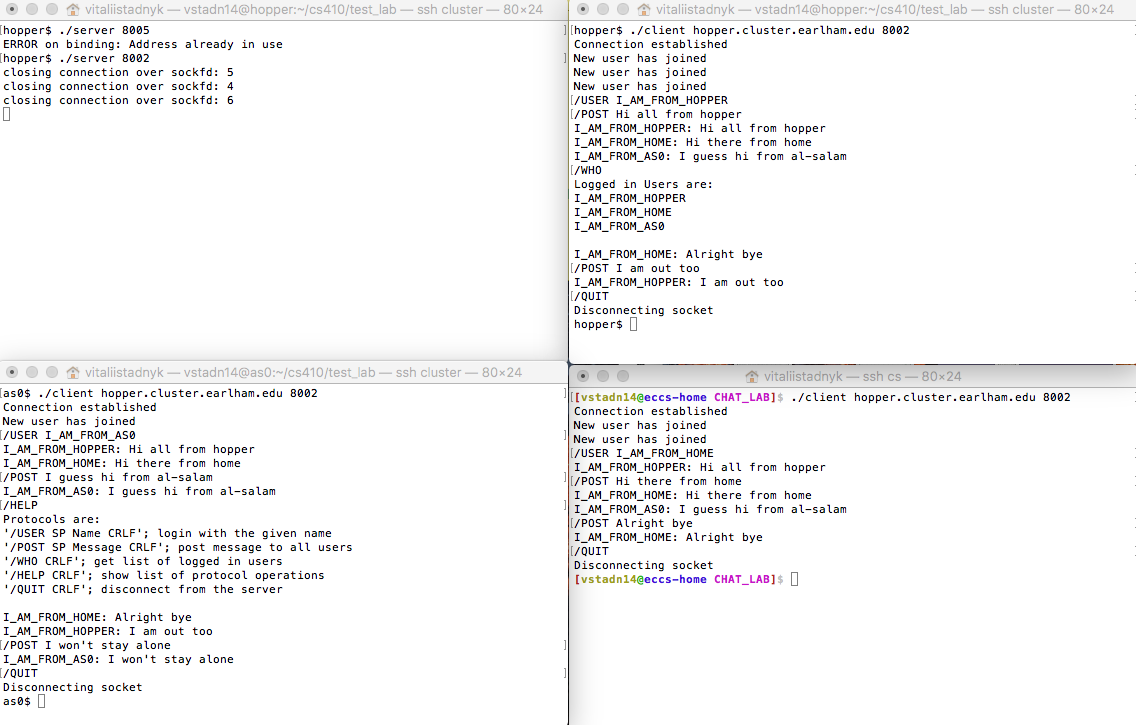 vitaliistadnyk — vstadn14@hopper:~/cs410/test_lab — ssh cluster — 80×24
[hopper$ ./server 8005 ]
ERROR on binding: Address already in use
[hopper$ ./server 8002 ]
closing connection over sockfd: 5
closing connection over sockfd: 4
closing connection over sockfd: 6
vitaliistadnyk — vstadn14@hopper:~/cs410/test_lab — ssh cluster — 80×24
[hopper$ ./client hopper.cluster.earlham.edu 8002 ]
Connection established
New user has joined
New user has joined
New user has joined
[/USER I_AM_FROM_HOPPER ]
[/POST Hi all from hopper ]
I_AM_FROM_HOPPER: Hi all from hopper
I_AM_FROM_HOME: Hi there from home
I_AM_FROM_AS0: I guess hi from al-salam
[/WHO ]
Logged in Users are:
I_AM_FROM_HOPPER
I_AM_FROM_HOME
I_AM_FROM_AS0
I_AM_FROM_HOME: Alright bye
[/POST I am out too ]
I_AM_FROM_HOPPER: I am out too
[/QUIT ]
Disconnecting socket
hopper$
vitaliistadnyk — vstadn14@as0:~/cs410/test_lab — ssh cluster — 80×24
[as0$ ./client hopper.cluster.earlham.edu 8002 ]
Connection established
New user has joined
[/USER I_AM_FROM_AS0 ]
I_AM_FROM_HOPPER: Hi all from hopper
I_AM_FROM_HOME: Hi there from home
[/POST I guess hi from al-salam ]
I_AM_FROM_AS0: I guess hi from al-salam
[/HELP ]
Protocols are:
'/USER SP Name CRLF'; login with the given name
'/POST SP Message CRLF'; post message to all users
'/WHO CRLF'; get list of logged in users
'/HELP CRLF'; show list of protocol operations
'/QUIT CRLF'; disconnect from the server
I_AM_FROM_HOME: Alright bye
I_AM_FROM_HOPPER: I am out too
[/POST I won't stay alone ]
I_AM_FROM_AS0: I won't stay alone
[/QUIT ]
Disconnecting socket
as0$
vitaliistadnyk — ssh cs — 80×24
[[vstadn14@eccs-home CHAT_LAB]$ ./client hopper.cluster.earlham.edu 8002
Connection established
New user has joined
New user has joined
[/USER I_AM_FROM_HOME
I_AM_FROM_HOPPER: Hi all from hopper
[/POST Hi there from home
I_AM_FROM_HOME: Hi there from home
I_AM_FROM_AS0: I guess hi from al-salam
[/POST Alright bye
I_AM_FROM_HOME: Alright bye
[/QUIT
Disconnecting socket
[vstadn14@eccs-home CHAT_LAB]$